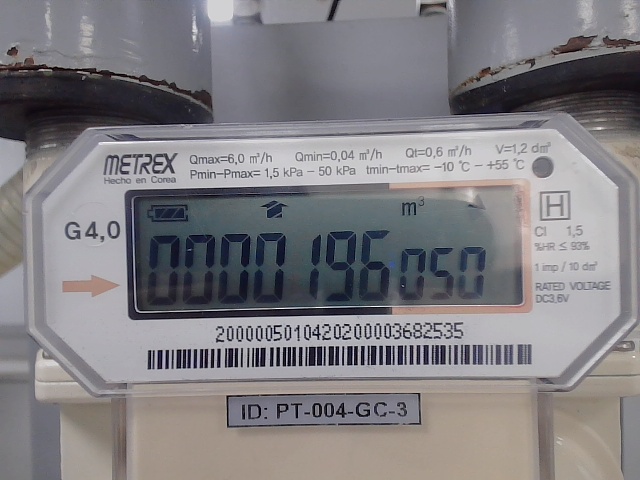 METREX
Hecho en Corea
Qmax=6,0 m³/h Qmin=0,04 m³/h Qt=0,6 m³/h V=1,2 dm³
Pmin-Pmax= 1,5 kPa - 50 kPa tmin-tmax= -10 °C - +55 °C
G4,0
m³
0000196050
H
Cl 1,5
%HR ≤ 93%
1 imp / 10 dm³
RATED VOLTAGE
DC3,6V
2000005010420200003682535
ID: PT-004-GC-3